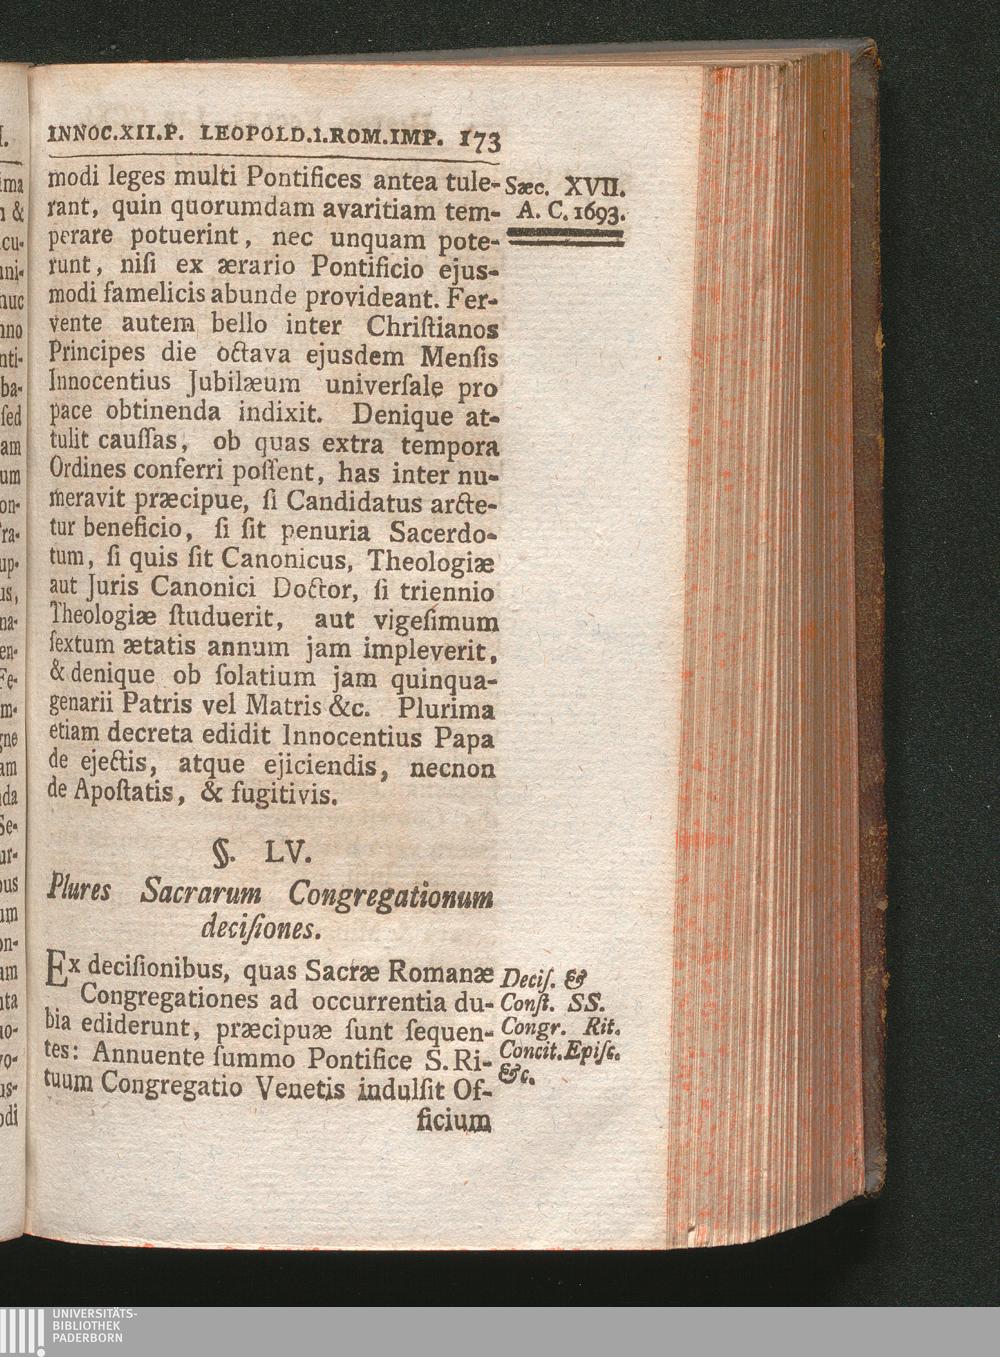 INNOC.XII.P. LEOPOLD.I.ROM.IMP. 173
modi leges multi Pontifices antea tule-
rant, quin quorumdam avaritiam tem-
perare potuerint, nec unquam pote-
runt, niſi ex ærario Pontificio ejus-
modi famelicis abunde provideant. Fer-
vente autem bello inter Chriſtianos
Principes die octava ejusdem Menſis
Innocentius Jubilæum univerſale pro
pace obtinenda indixit. Denique at-
tulit cauſſas, ob quas extra tempora
Ordines conferri poſſent, has inter nu-
meravit præcipue, ſi Candidatus arcte-
tur beneficio, ſi ſit penuria Sacerdo-
tum, ſi quis ſit Canonicus, Theologiæ
aut Juris Canonici Doctor, ſi triennio
Theologiæ ſtuduerit, aut vigeſimum
ſextum ætatis annum jam impleverit,
& denique ob ſolatium jam quinqua-
genarii Patris vel Matris &c. Plurima
etiam decreta edidit Innocentius Papa
de ejectis, atque ejiciendis, necnon
de Apoſtatis, & fugitivis.
Sæc. XVII.
A. C. 1693.
§. LV.
Plures Sacrarum Congregationum
deciſiones.
Ex deciſionibus, quas Sacræ Romanæ
Congregationes ad occurrentia du-
bia ediderunt, præcipuæ ſunt ſequen-
tes: Annuente ſummo Pontifice S. Ri-
tuum Congregatio Venetis indulſit Of-
ficium
Deciſ. &
Conſt. SS.
Congr. Rit.
Concit. Epiſc.
&c.
UNIVERSITÄTS-
BIBLIOTHEK
PADERBORN